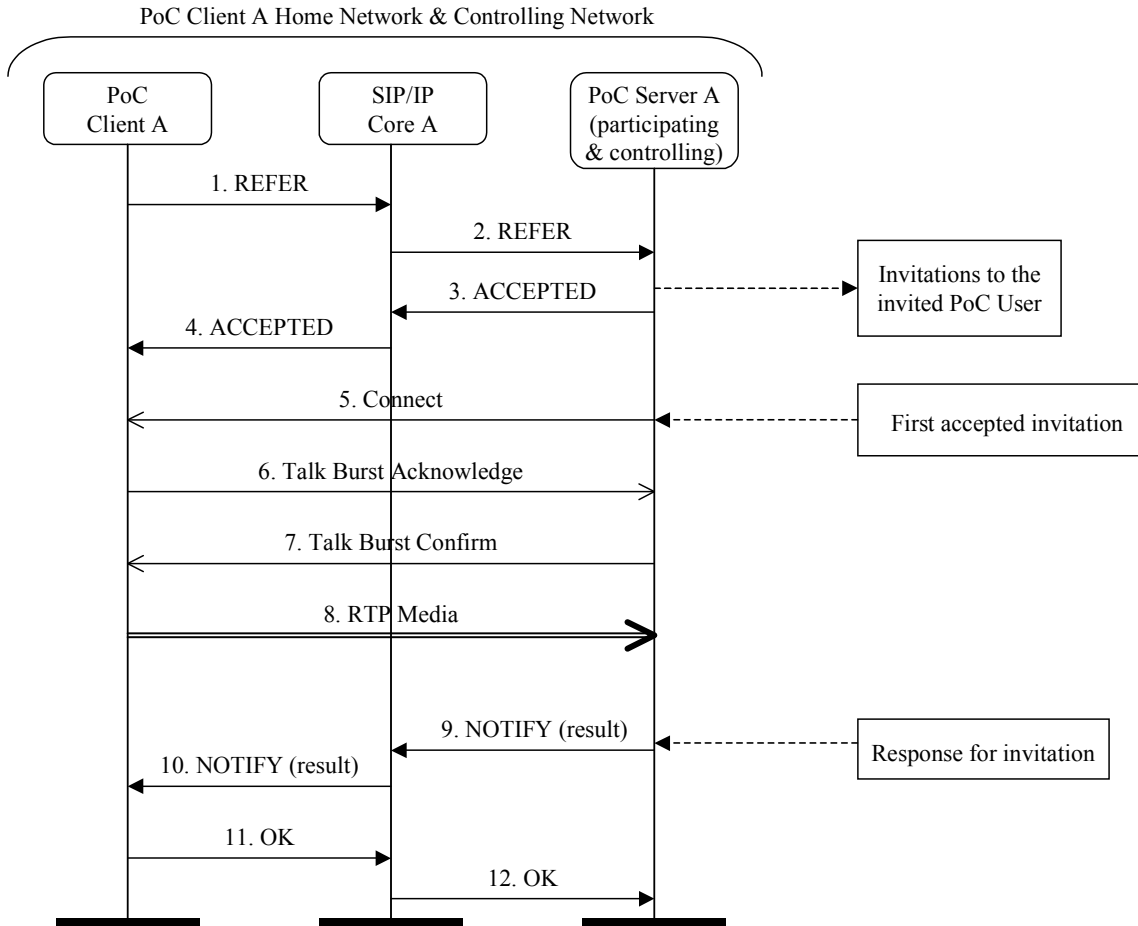 PoC Client A Home Network & Controlling Network
PoC
Client A
SIP/IP
Core A
PoC Server A
(participating
& controlling)
1. REFER
2. REFER
3. ACCEPTED
Invitations to the
invited PoC User
4. ACCEPTED
5. Connect
First accepted invitation
6. Talk Burst Acknowledge
7. Talk Burst Confirm
8. RTP Media
9. NOTIFY (result)
Response for invitation
10. NOTIFY (result)
11. OK
12. OK